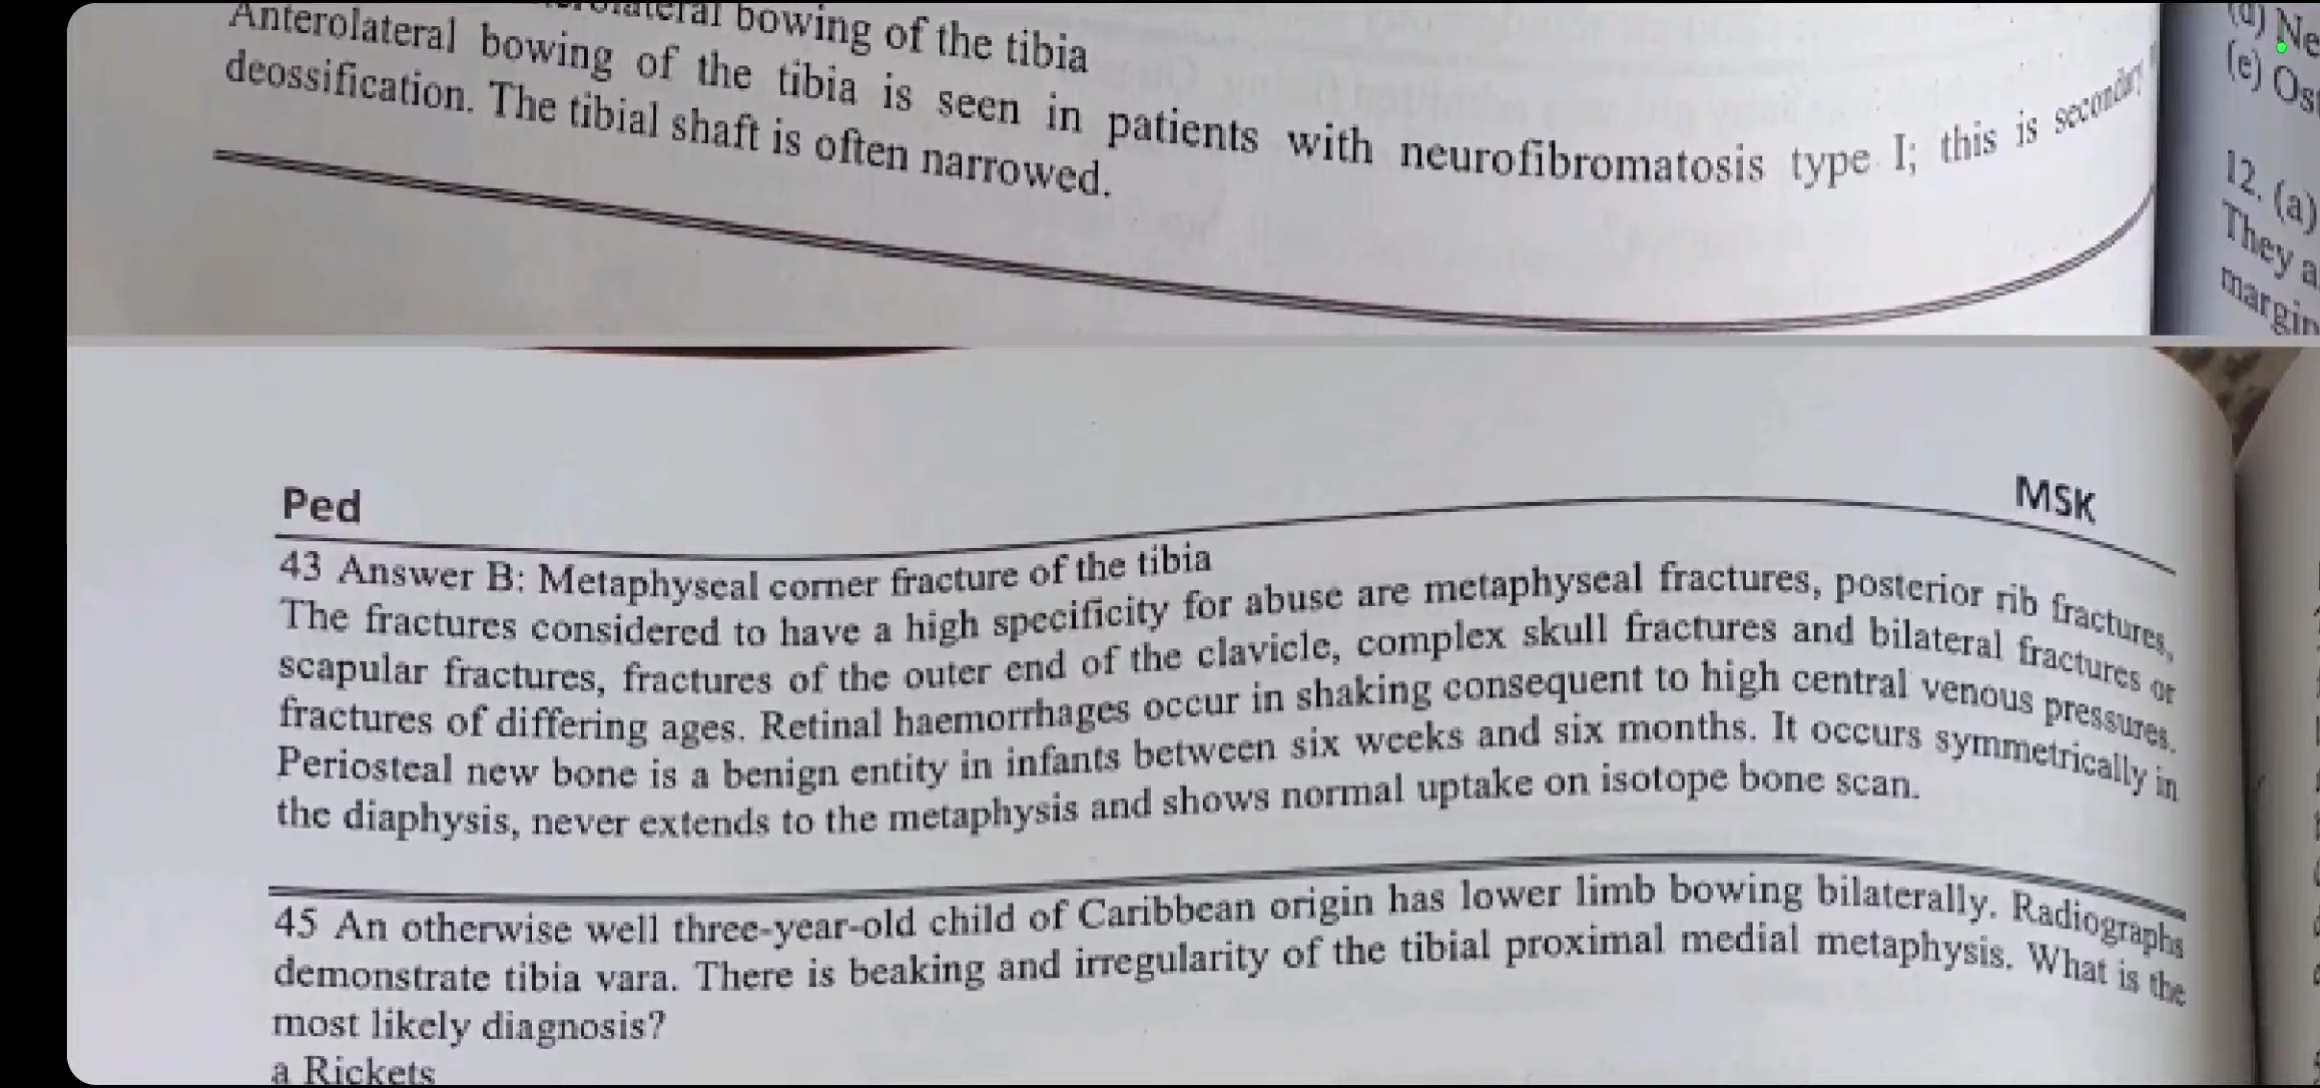 bowing of the tibia
Anterolateral bowing of the tibia is seen in patients with neurofibromatosis type I; this is secondary
deossification. The tibial shaft is often narrowed.
(d) Ne
(e) Ost
12. (a)
They a
margin
Ped MSK
43 Answer B: Metaphyseal corner fracture of the tibia
The fractures considered to have a high specificity for abuse are metaphyseal fractures, posterior rib fractures,
scapular fractures, fractures of the outer end of the clavicle, complex skull fractures and bilateral fractures or
fractures of differing ages. Retinal haemorrhages occur in shaking consequent to high central venous pressures.
Periosteal new bone is a benign entity in infants between six weeks and six months. It occurs symmetrically in
the diaphysis, never extends to the metaphysis and shows normal uptake on isotope bone scan.
45 An otherwise well three-year-old child of Caribbean origin has lower limb bowing bilaterally. Radiographs
demonstrate tibia vara. There is beaking and irregularity of the tibial proximal medial metaphysis. What is the
most likely diagnosis?
a Rickets